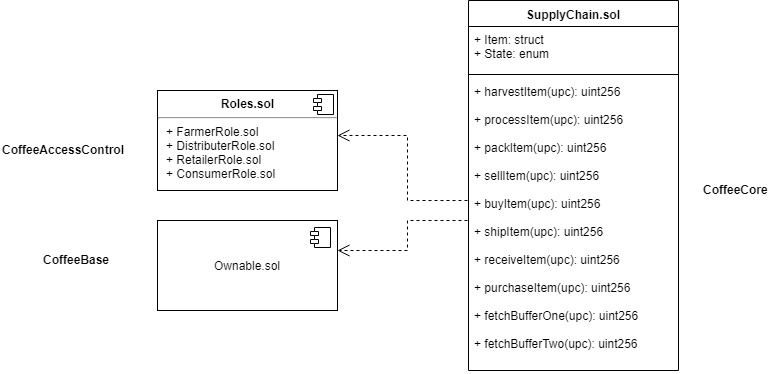 SupplyChain.sol
+ Item: struct
+ State: enum
+ harvestItem(upc): uint256
+ processItem(upc): uint256
+ packItem(upc): uint256
+ sellItem(upc): uint256
+ buyItem(upc): uint256
+ shipItem(upc): uint256
+ receiveItem(upc): uint256
+ purchaseItem(upc): uint256
+ fetchBufferOne(upc): uint256
+ fetchBufferTwo(upc): uint256
CoffeeCore
Roles.sol
+ FarmerRole.sol
+ DistributerRole.sol
+ RetailerRole.sol
+ ConsumerRole.sol
CoffeeAccessControl
Ownable.sol
CoffeeBase